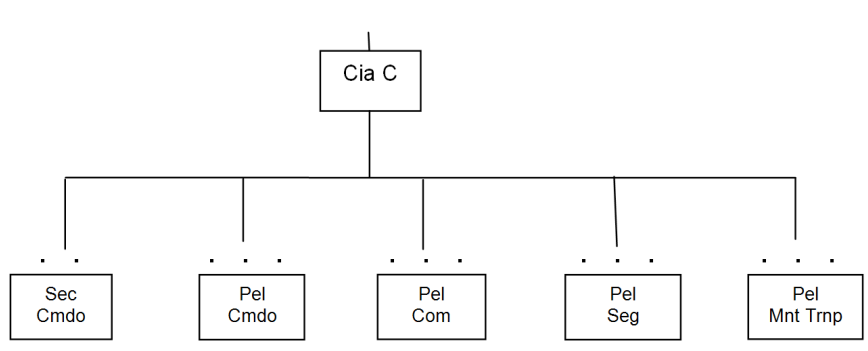 Cia C
Sec
Cmdo
Pel
Cmdo
Pel
Com
Pel
Seg
Pel
Mnt Trnp